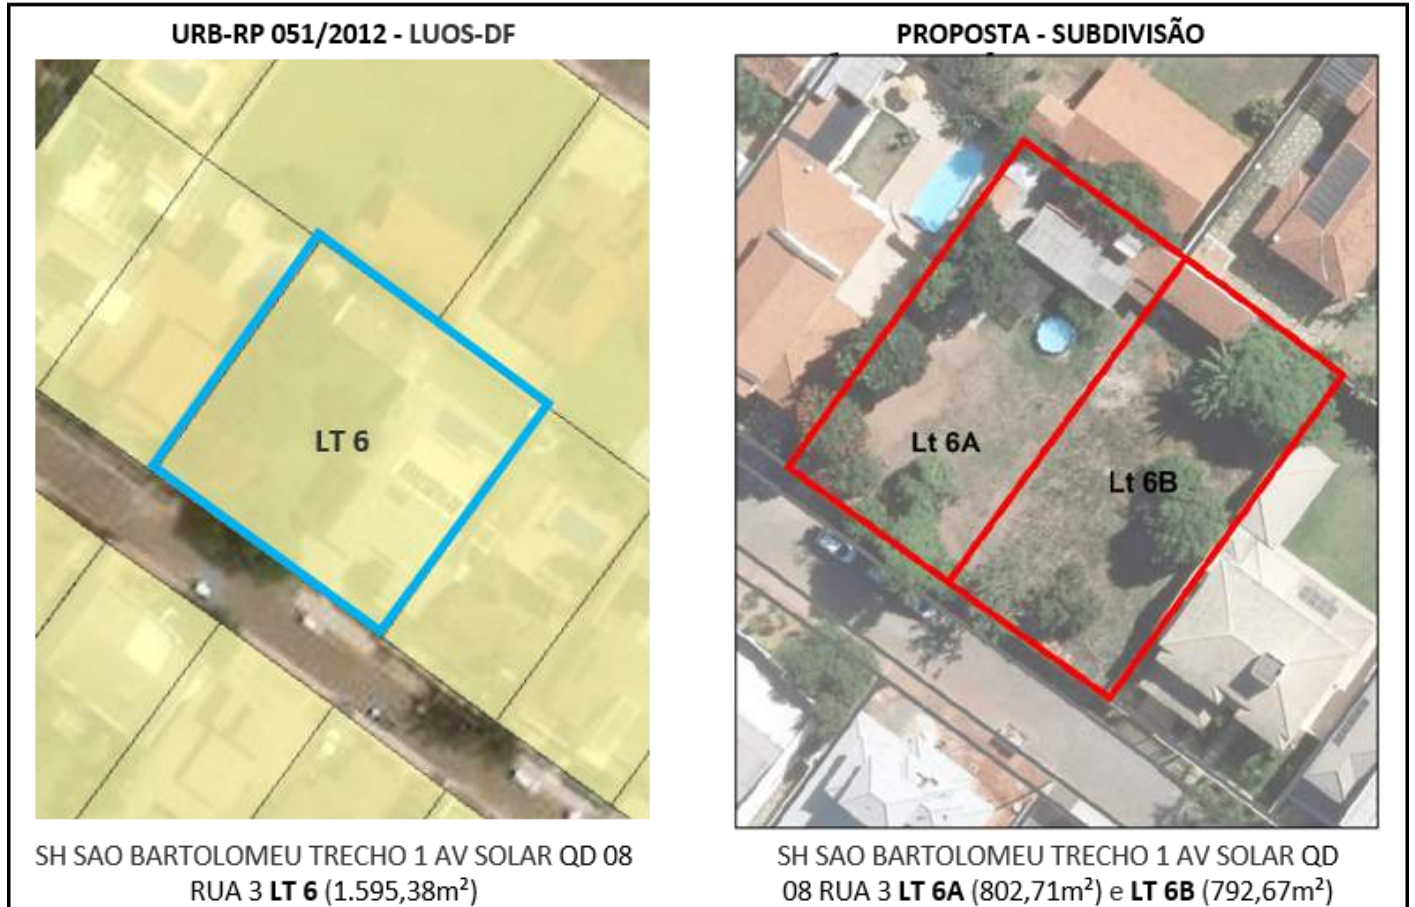 URB-RP 051/2012 - LUOS-DF
LT 6
SH SAO BARTOLOMEU TRECHO 1 AV SOLAR QD 08
RUA 3 LT 6 (1.595,38m²)
PROPOSTA - SUBDIVISÃO
Lt 6A
Lt 6B
SH SAO BARTOLOMEU TRECHO 1 AV SOLAR QD
08 RUA 3 LT 6A (802,71m²) e LT 6B (792,67m²)